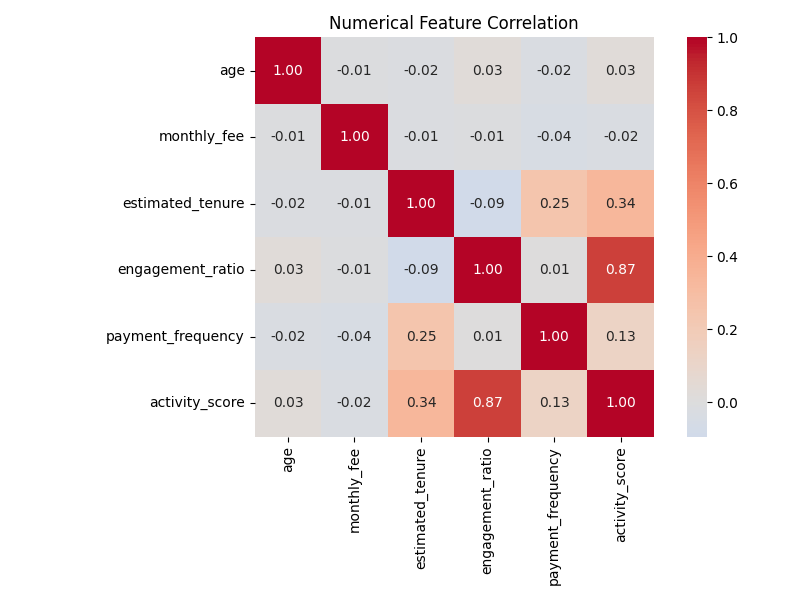 Numerical Feature Correlation
age 1.00 -0.01 -0.02 0.03 -0.02 0.03
monthly_fee -0.01 1.00 -0.01 -0.01 -0.04 -0.02
estimated_tenure -0.02 -0.01 1.00 -0.09 0.25 0.34
engagement_ratio 0.03 -0.01 -0.09 1.00 0.01 0.87
payment_frequency -0.02 -0.04 0.25 0.01 1.00 0.13
activity_score 0.03 -0.02 0.34 0.87 0.13 1.00
age
monthly_fee
estimated_tenure
engagement_ratio
payment_frequency
activity_score
1.0
0.8
0.6
0.4
0.2
0.0